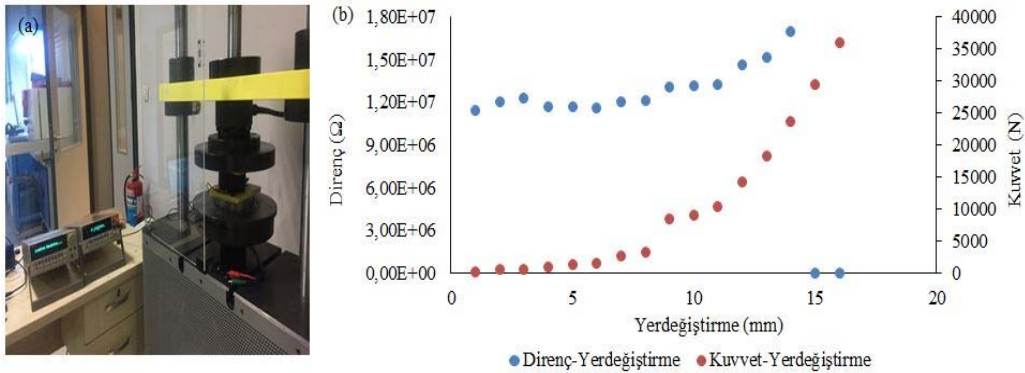 (a)
(b)
Direnç (Ω)
1,80E+07
1,50E+07
1,20E+07
9,00E+06
6,00E+06
3,00E+06
0,00E+00
40000
35000
30000
25000
20000
15000
10000
5000
0
Kuvvet (N)
0 5 10 15 20
Yerdeğiştirme (mm)
Direnç-Yerdeğiştirme Kuvvet-Yerdeğiştirme